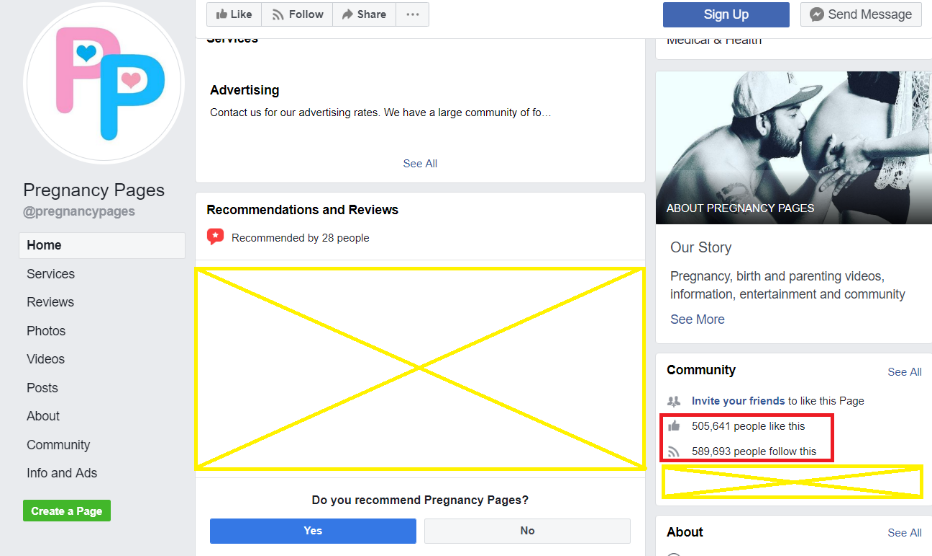 Like
Follow
Share
Sign Up
Send Message
PP
Pregnancy Pages
@pregnancypages
Home
Services
Reviews
Photos
Videos
Posts
About
Community
Info and Ads
Create a Page
Services
Advertising
Contact us for our advertising rates. We have a large community of fo...
See All
Recommendations and Reviews
Recommended by 28 people
Do you recommend Pregnancy Pages?
Yes
No
Medical & Health
ABOUT PREGNANCY PAGES
Our Story
Pregnancy, birth and parenting videos,
information, entertainment and community
See More
Community
See All
Invite your friends to like this Page
505,641 people like this
589,693 people follow this
About
See All